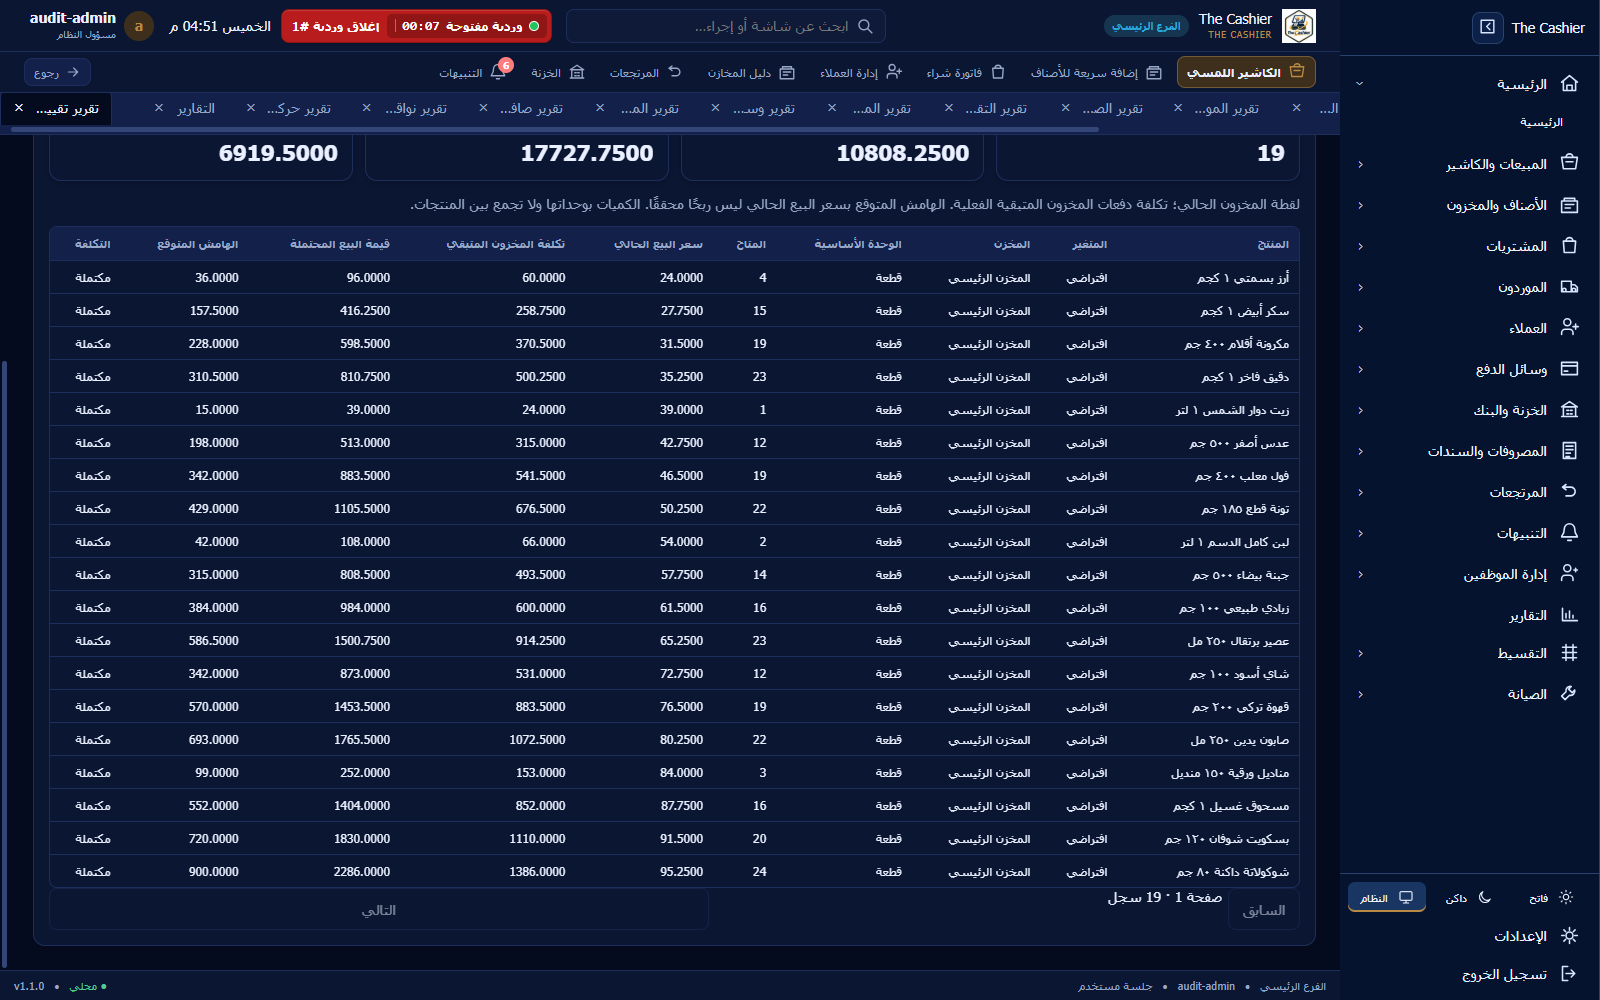 The Cashier
الرئيسية
الرئيسية
المبيعات والكاشير
الأصناف والمخزون
المشتريات
الموردون
العملاء
وسائل الدفع
الخزنة والبنك
المصروفات والسندات
المرتجعات
التنبيهات
إدارة الموظفين
التقارير
التقسيط
الصيانة
فاتح داكن النظام
الإعدادات
تسجيل الخروج
The Cashier
THE CASHIER
الفرع الرئيسي
ابحث عن شاشة أو إجراء...
وردية مفتوحة 00:07 إغلاق وردية #1
الخميس 04:51 م
a
audit-admin
مسؤول النظام
الكاشير اللمسي إضافة سريعة للأصناف فاتورة شراء إدارة العملاء دليل المخازن المرتجعات الخزنة التنبيهات 6 رجوع
الـ... × تقرير المو... × تقرير الص... × تقرير التق... × تقرير الم... × تقرير وس... × تقرير الم... × تقرير صاف... × تقرير نواق... × تقرير حرك... × التقارير × تقرير تقيي... ×
19 10808.2500 17727.7500 6919.5000
لقطة المخزون الحالي؛ تكلفة دفعات المخزون المتبقية الفعلية. الهامش المتوقع بسعر البيع الحالي ليس ربحًا محققًا. الكميات بوحداتها ولا تجمع بين المنتجات.
المنتج المتغير المخزن الوحدة الأساسية المتاح سعر البيع الحالي تكلفة المخزون المتبقي قيمة البيع المحتملة الهامش المتوقع التكلفة
أرز بسمتي ١ كجم افتراضي المخزن الرئيسي قطعة 4 24.0000 60.0000 96.0000 36.0000 مكتملة
سكر أبيض ١ كجم افتراضي المخزن الرئيسي قطعة 15 27.7500 258.7500 416.2500 157.5000 مكتملة
مكرونة أقلام ٤٠٠ جم افتراضي المخزن الرئيسي قطعة 19 31.5000 370.5000 598.5000 228.0000 مكتملة
دقيق فاخر ١ كجم افتراضي المخزن الرئيسي قطعة 23 35.2500 500.2500 810.7500 310.5000 مكتملة
زيت دوار الشمس ١ لتر افتراضي المخزن الرئيسي قطعة 1 39.0000 24.0000 39.0000 15.0000 مكتملة
عدس أصفر ٥٠٠ جم افتراضي المخزن الرئيسي قطعة 12 42.7500 315.0000 513.0000 198.0000 مكتملة
فول معلب ٤٠٠ جم افتراضي المخزن الرئيسي قطعة 19 46.5000 541.5000 883.5000 342.0000 مكتملة
تونة قطع ١٨٥ جم افتراضي المخزن الرئيسي قطعة 22 50.2500 676.5000 1105.5000 429.0000 مكتملة
لبن كامل الدسم ١ لتر افتراضي المخزن الرئيسي قطعة 2 54.0000 66.0000 108.0000 42.0000 مكتملة
جبنة بيضاء ٥٠٠ جم افتراضي المخزن الرئيسي قطعة 14 57.7500 493.5000 808.5000 315.0000 مكتملة
زبادي طبيعي ١٠٠ جم افتراضي المخزن الرئيسي قطعة 16 61.5000 600.0000 984.0000 384.0000 مكتملة
عصير برتقال ٢٥٠ مل افتراضي المخزن الرئيسي قطعة 23 65.2500 914.2500 1500.7500 586.5000 مكتملة
شاي أسود ١٠٠ جم افتراضي المخزن الرئيسي قطعة 12 72.7500 531.0000 873.0000 342.0000 مكتملة
قهوة تركي ٢٠٠ جم افتراضي المخزن الرئيسي قطعة 19 76.5000 883.5000 1453.5000 570.0000 مكتملة
صابون يدين ٢٥٠ مل افتراضي المخزن الرئيسي قطعة 22 80.2500 1072.5000 1765.5000 693.0000 مكتملة
مناديل ورقية ١٥٠ منديل افتراضي المخزن الرئيسي قطعة 3 84.0000 153.0000 252.0000 99.0000 مكتملة
مسحوق غسيل ١ كجم افتراضي المخزن الرئيسي قطعة 16 87.7500 852.0000 1404.0000 552.0000 مكتملة
بسكويت شوفان ١٢٠ جم افتراضي المخزن الرئيسي قطعة 20 91.5000 1110.0000 1830.0000 720.0000 مكتملة
شوكولاتة داكنة ٨٠ جم افتراضي المخزن الرئيسي قطعة 24 95.2500 1386.0000 2286.0000 900.0000 مكتملة
السابق صفحة 1 · 19 سجل التالي
الفرع الرئيسي • audit-admin • جلسة مستخدم
محلي • v1.1.0